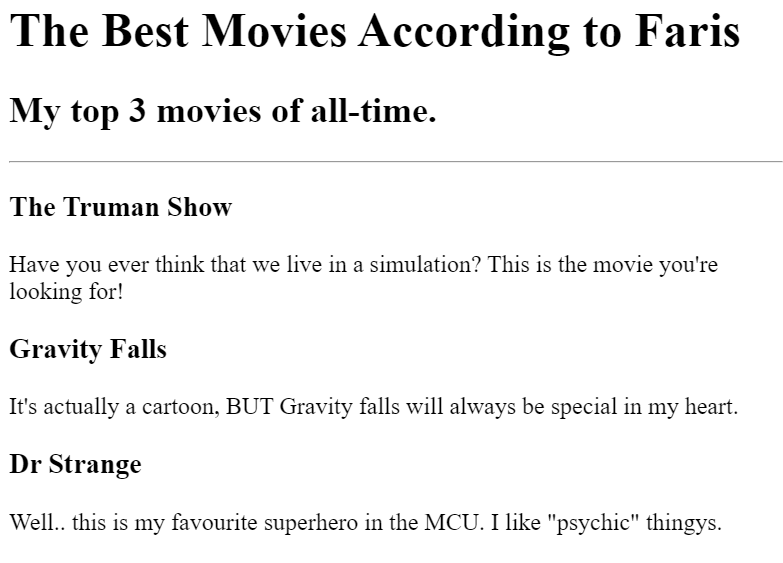 The Best Movies According to Faris
My top 3 movies of all-time.
The Truman Show
Have you ever think that we live in a simulation? This is the movie you're
looking for!
Gravity Falls
It's actually a cartoon, BUT Gravity falls will always be special in my heart.
Dr Strange
Well.. this is my favourite superhero in the MCU. I like "psychic" thingys.